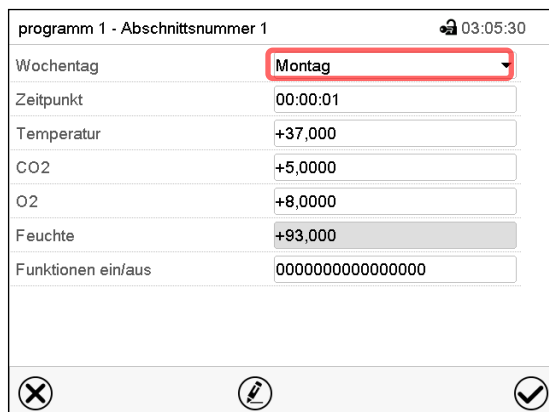 programm 1 - Abschnittsnummer 1 03:05:30
Wochentag Montag
Zeitpunkt 00:00:01
Temperatur +37,000
CO2 +5,0000
O2 +8,0000
Feuchte +93,000
Funktionen ein/aus 0000000000000000